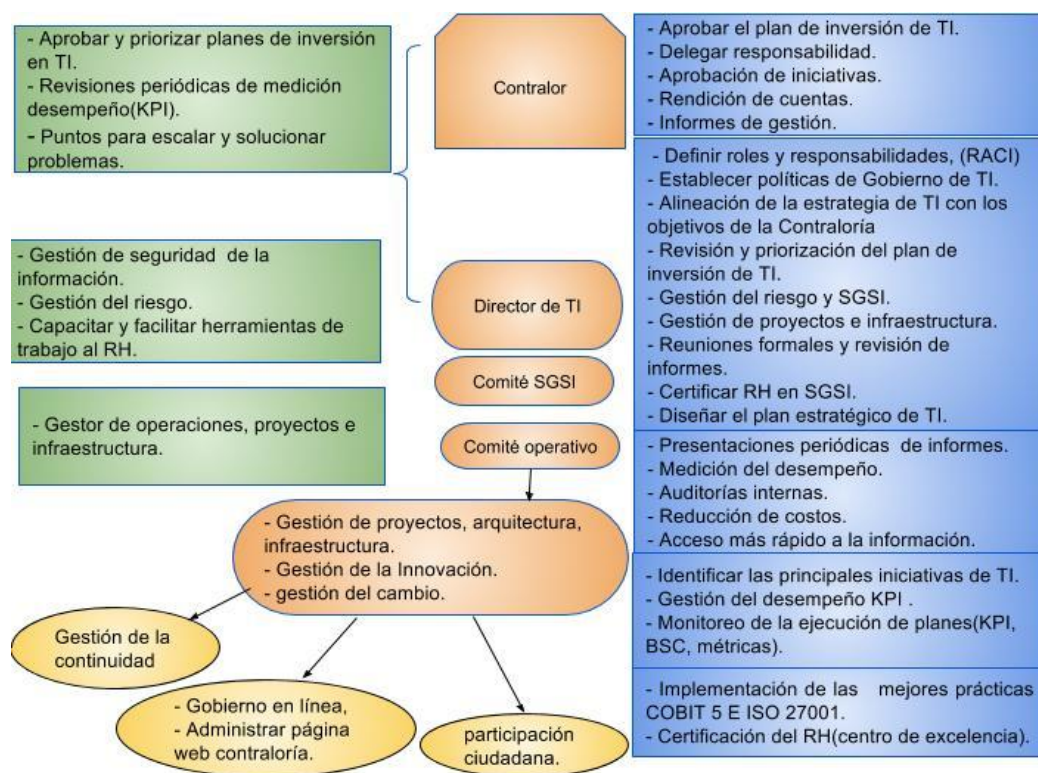 - Aprobar y priorizar planes de inversión
en TI.
- Revisiones periódicas de medición
desempeño(KPI).
- Puntos para escalar y solucionar
problemas.
- Gestión de seguridad de la
información.
- Gestión del riesgo.
- Capacitar y facilitar herramientas de
trabajo al RH.
- Gestor de operaciones, proyectos e
infraestructura.
Contralor
Director de TI
Comité SGSI
Comité operativo
- Gestión de proyectos, arquitectura,
infraestructura.
- Gestión de la Innovación.
- gestión del cambio.
Gestión de la
continuidad
- Gobierno en línea,
- Administrar página
web contraloría.
participación
ciudadana.
- Aprobar el plan de inversión de TI.
- Delegar responsabilidad.
- Aprobación de iniciativas.
- Rendición de cuentas.
- Informes de gestión.
- Definir roles y responsabilidades, (RACI)
- Establecer políticas de Gobierno de TI.
- Alineación de la estrategia de TI con los
objetivos de la Contraloría
- Revisión y priorización del plan de
inversión de TI.
- Gestión del riesgo y SGSI.
- Gestión de proyectos e infraestructura.
- Reuniones formales y revisión de
informes.
- Certificar RH en SGSI.
- Diseñar el plan estratégico de TI.
- Presentaciones periódicas de informes.
- Medición del desempeño.
- Auditorías internas.
- Reducción de costos.
- Acceso más rápido a la información.
- Identificar las principales iniciativas de TI.
- Gestión del desempeño KPI .
- Monitoreo de la ejecución de planes(KPI,
BSC, métricas).
- Implementación de las mejores prácticas
COBIT 5 E ISO 27001.
- Certificación del RH(centro de excelencia).